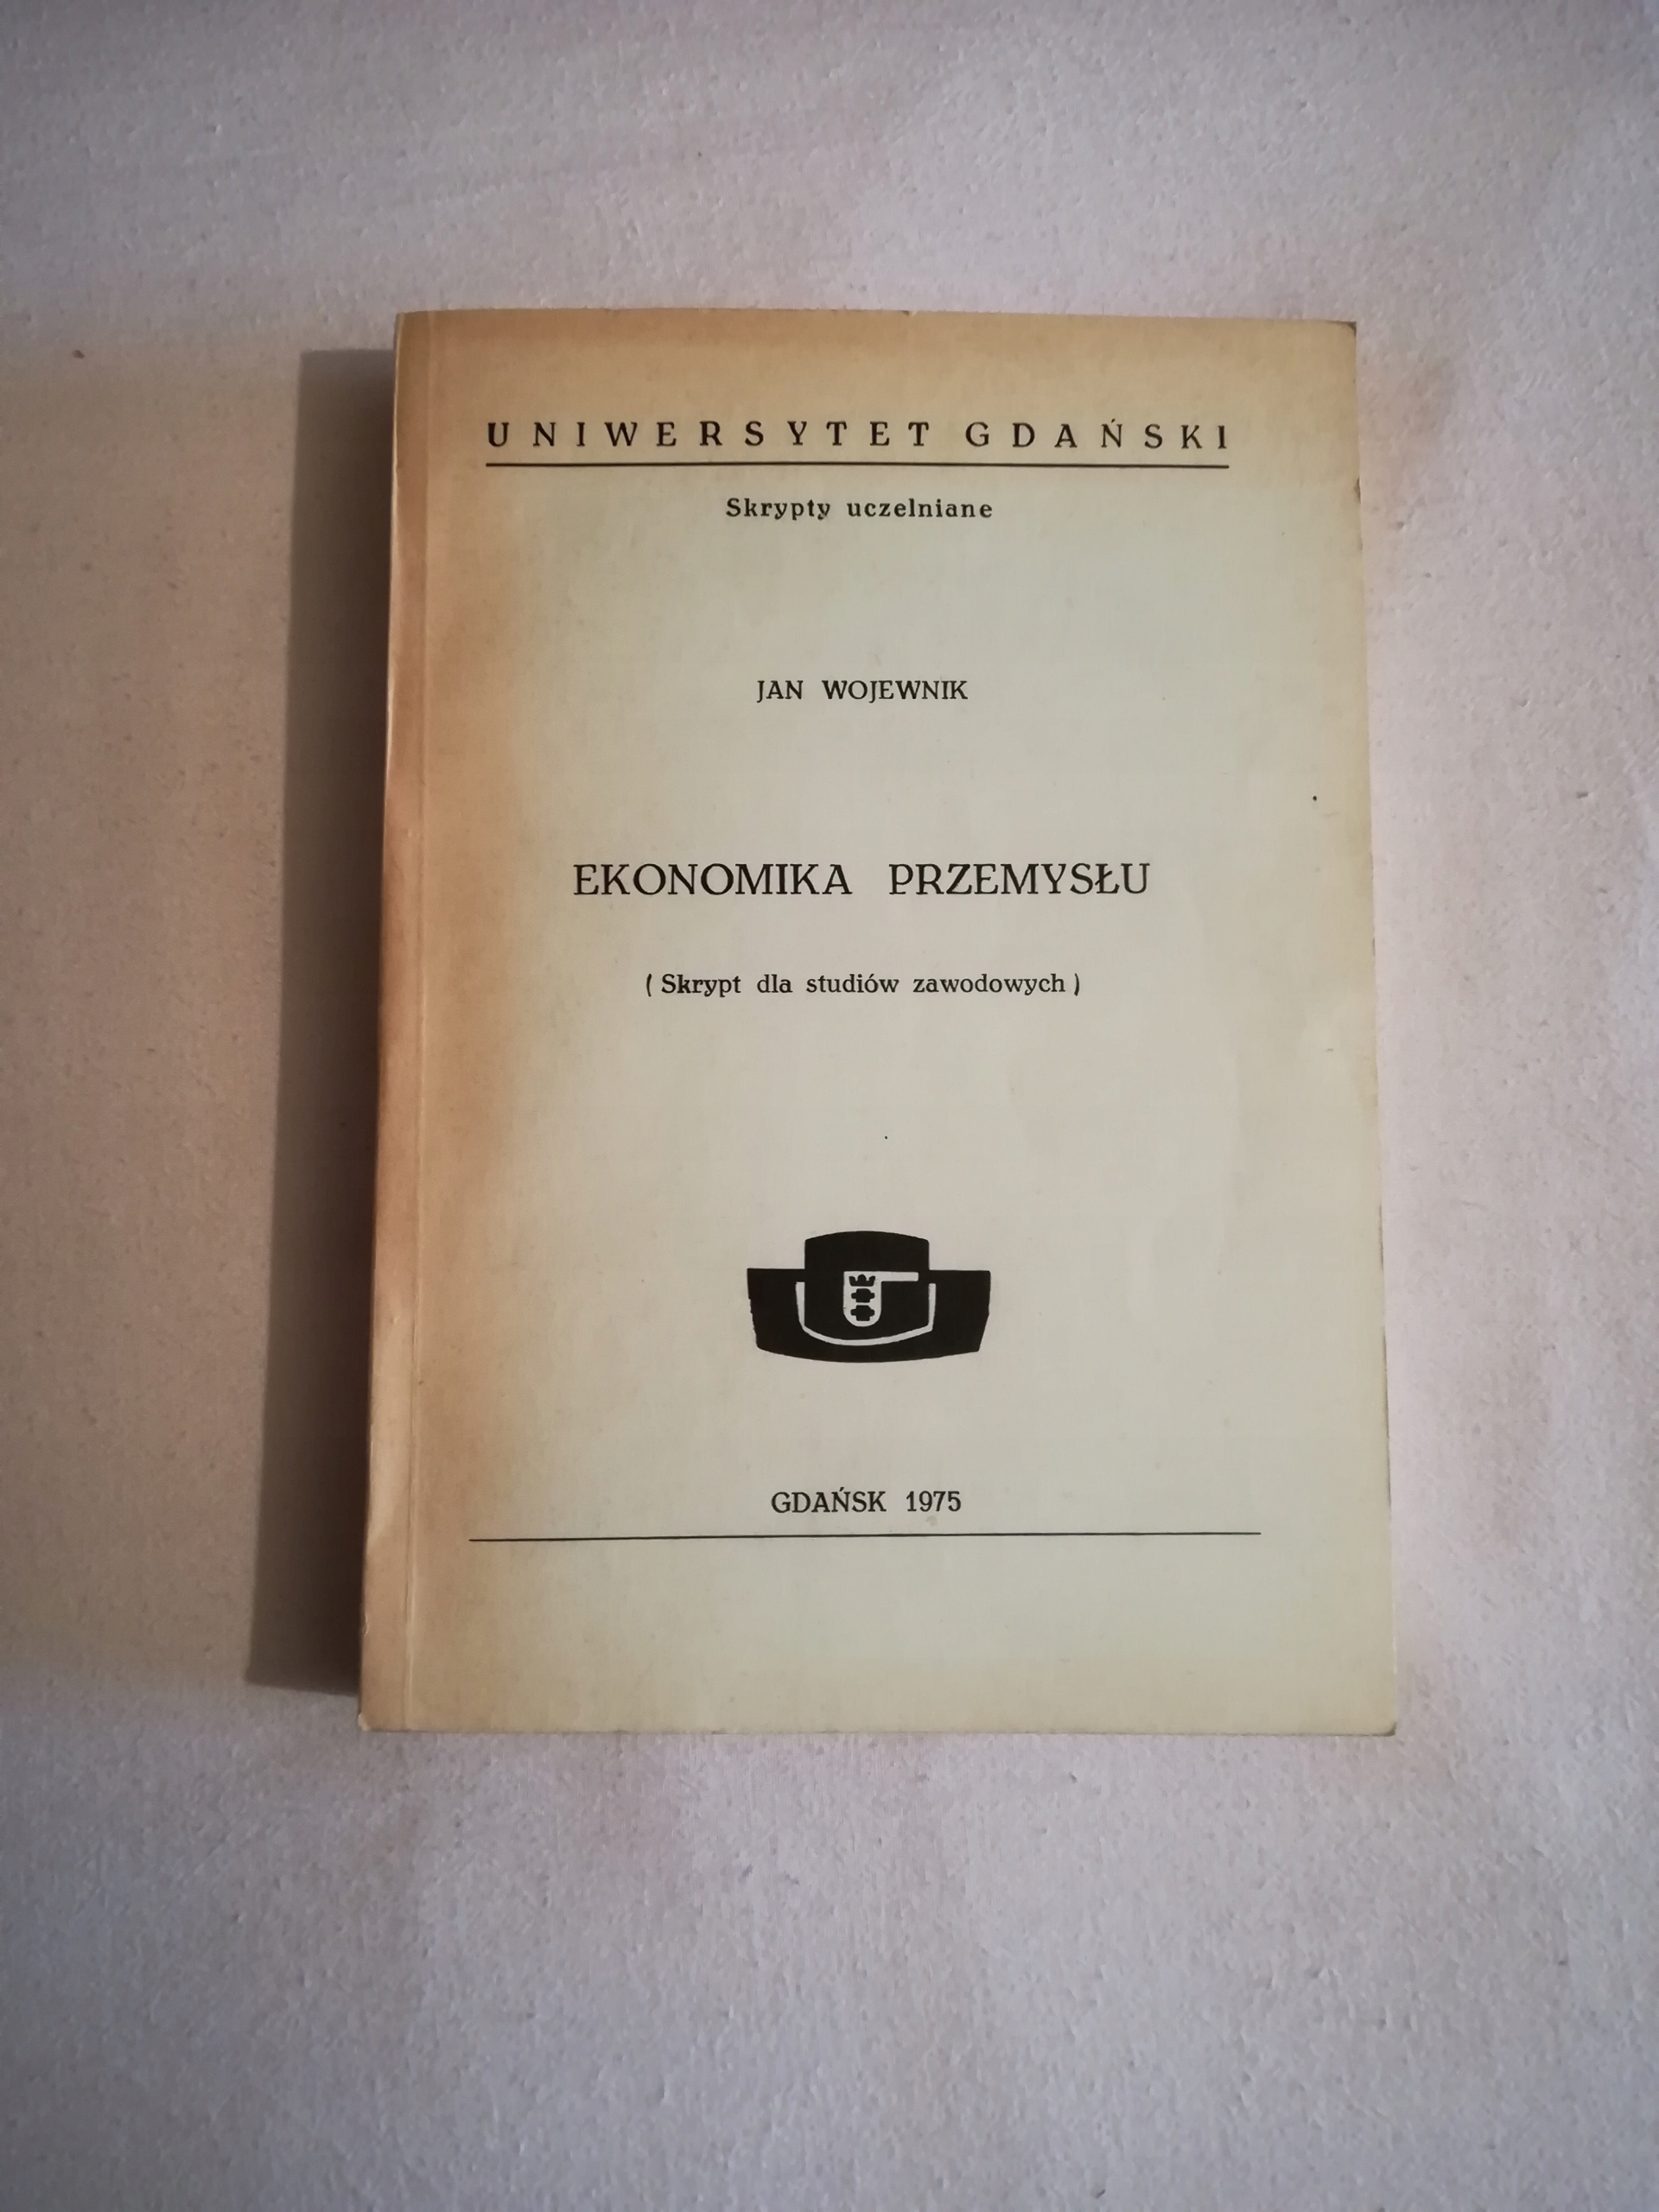 UNIWERSYTET GDAŃSKI
Skrypty uczelniane
JAN WOJEWNIK
EKONOMIKA PRZEMYSŁU
(Skrypt dla studiów zawodowych)
GDAŃSK 1975